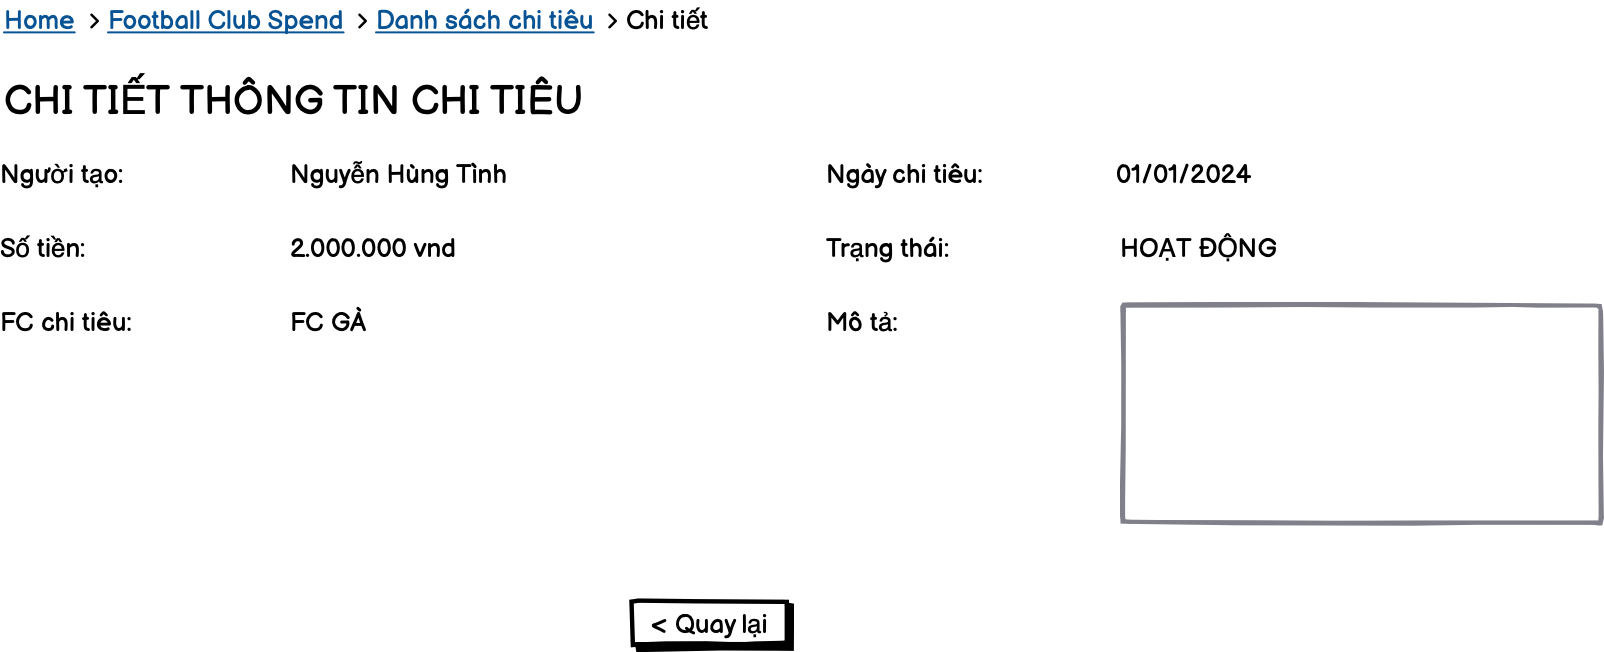 Home > Football Club Spend > Danh sách chi tiêu > Chi tiết
CHI TIẾT THÔNG TIN CHI TIÊU
Người tạo: Nguyễn Hùng Tình Ngày chi tiêu: 01/01/2024
Số tiền: 2.000.000 vnd Trạng thái: HOẠT ĐỘNG
FC chi tiêu: FC GÀ Mô tả:
< Quay lại